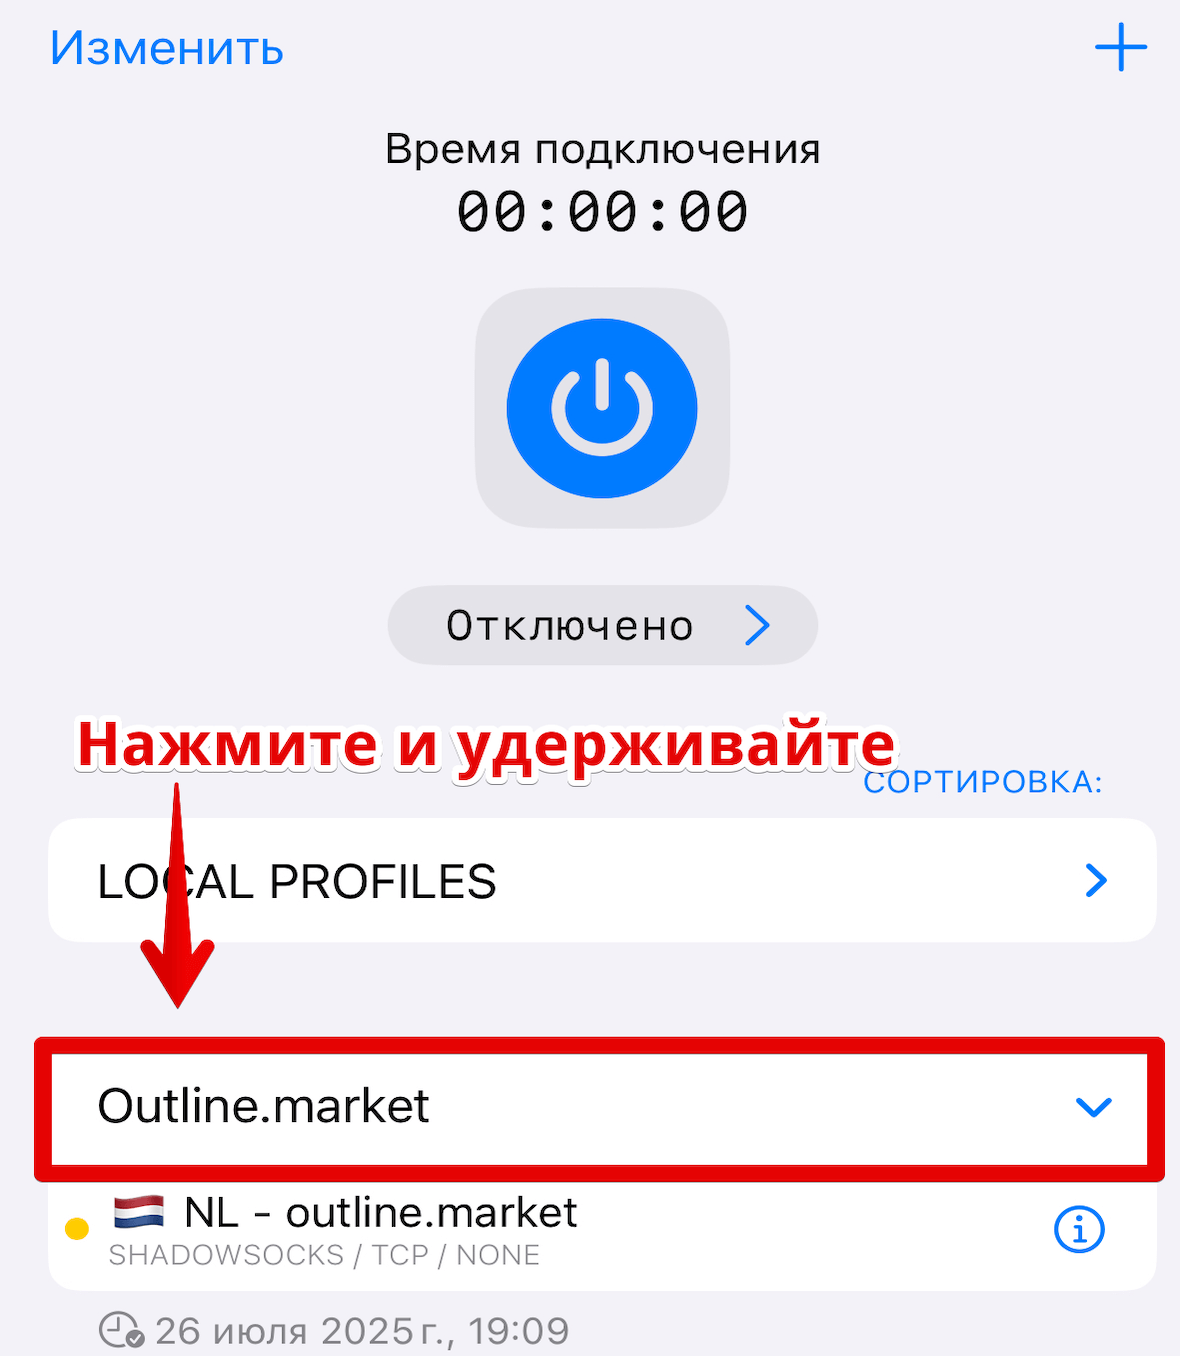 Изменить
Время подключения
00:00:00
Отключено
Нажмите и удерживайте
СОРТИРОВКА:
LOCAL PROFILES
Outline.market
NL - outline.market
SHADOWSOCKS / TCP / NONE
26 июля 2025 г., 19:09